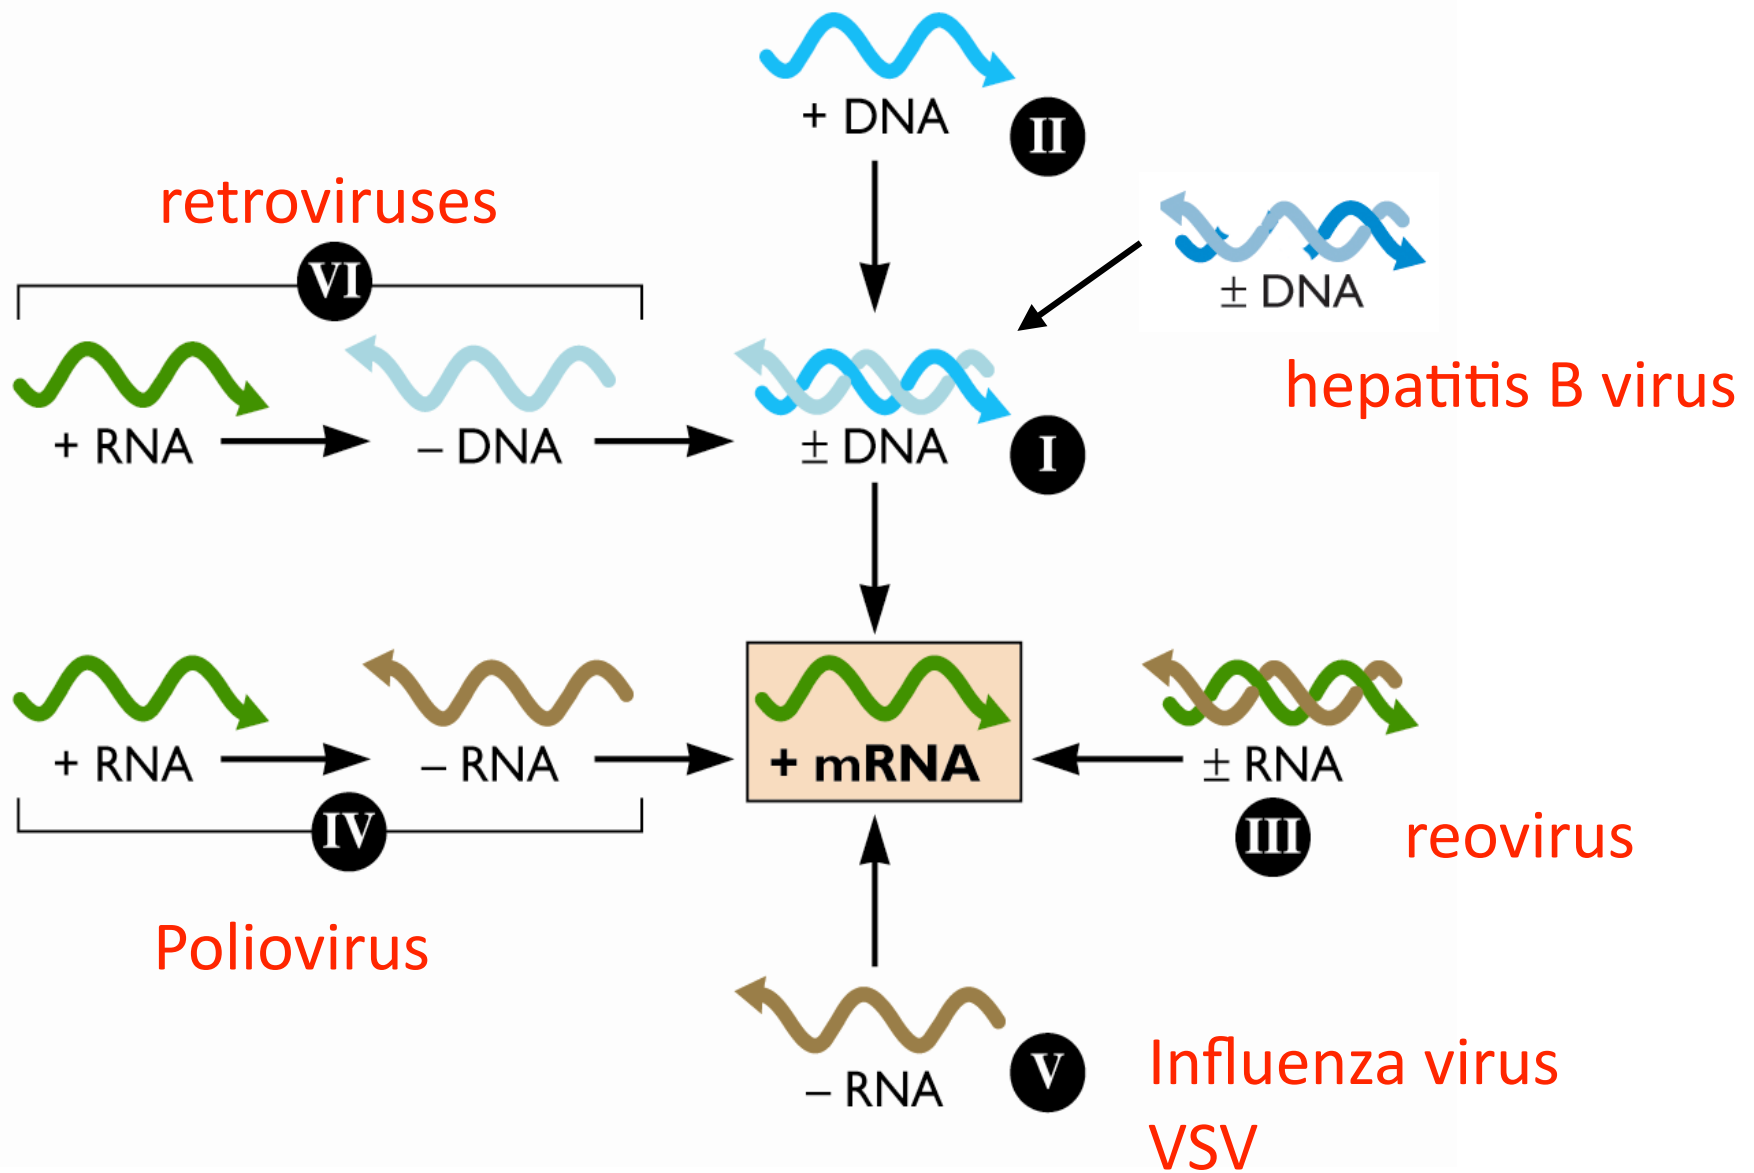 + DNA
II
retroviruses
VI
± DNA
hepatitis B virus
+ RNA
– DNA
± DNA
I
+ RNA
– RNA
+ mRNA
± RNA
IV
III
reovirus
Poliovirus
– RNA
V
Influenza virus
VSV